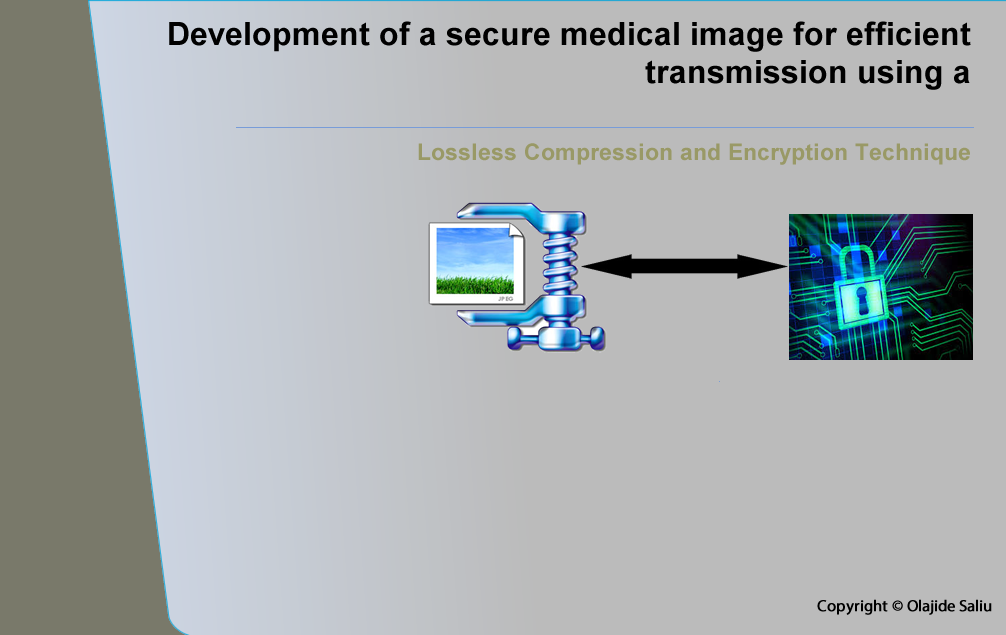 Development of a secure medical image for efficient
transmission using a
Lossless Compression and Encryption Technique
JPEG
Copyright © Olajide Saliu